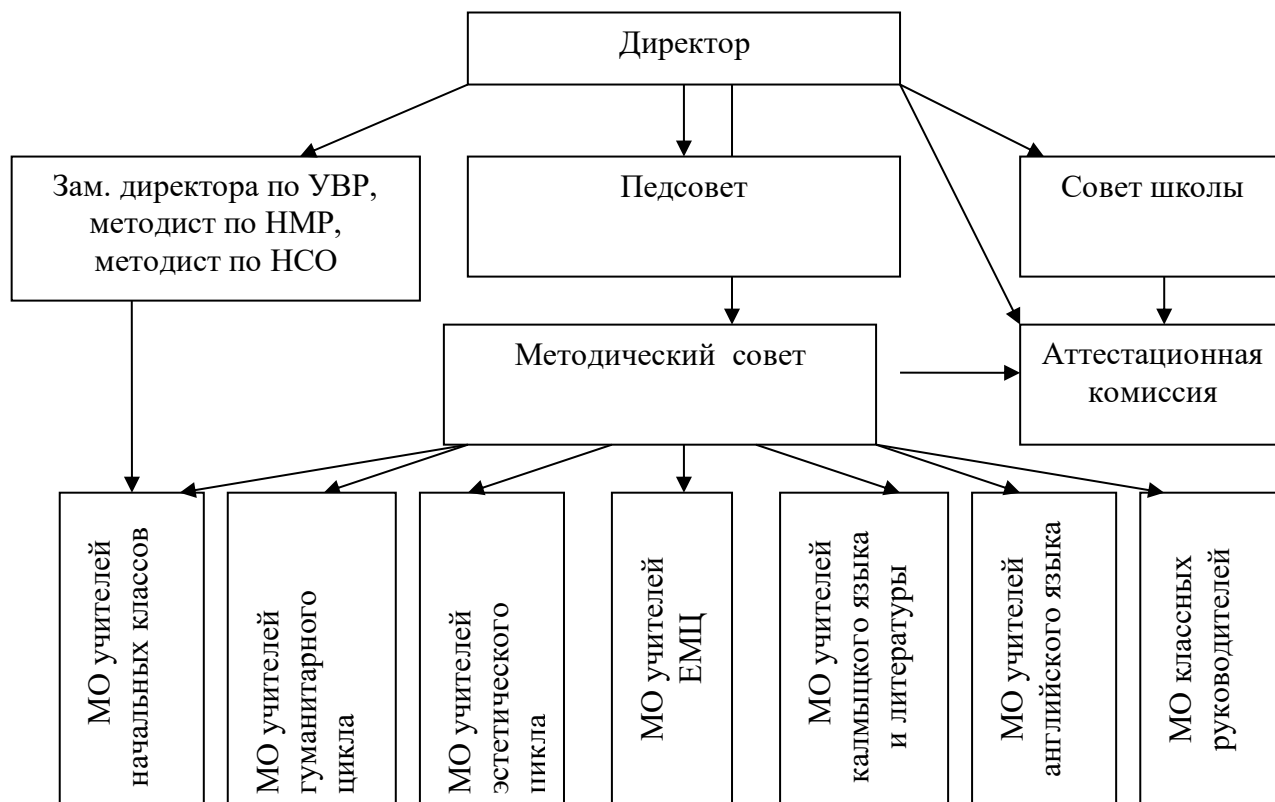 Директор
Зам. директора по УВР,
методист по НМР,
методист по НСО
Педсовет
Совет школы
Методический совет
Аттестационная
комиссия
МО учителей
начальных классов
МО учителей
гуманитарного
цикла
МО учителей
эстетического
цикла
МО учителей
ЕМЦ
МО учителей
калмыцкого языка
и литературы
МО учителей
английского языка
МО классных
руководителей